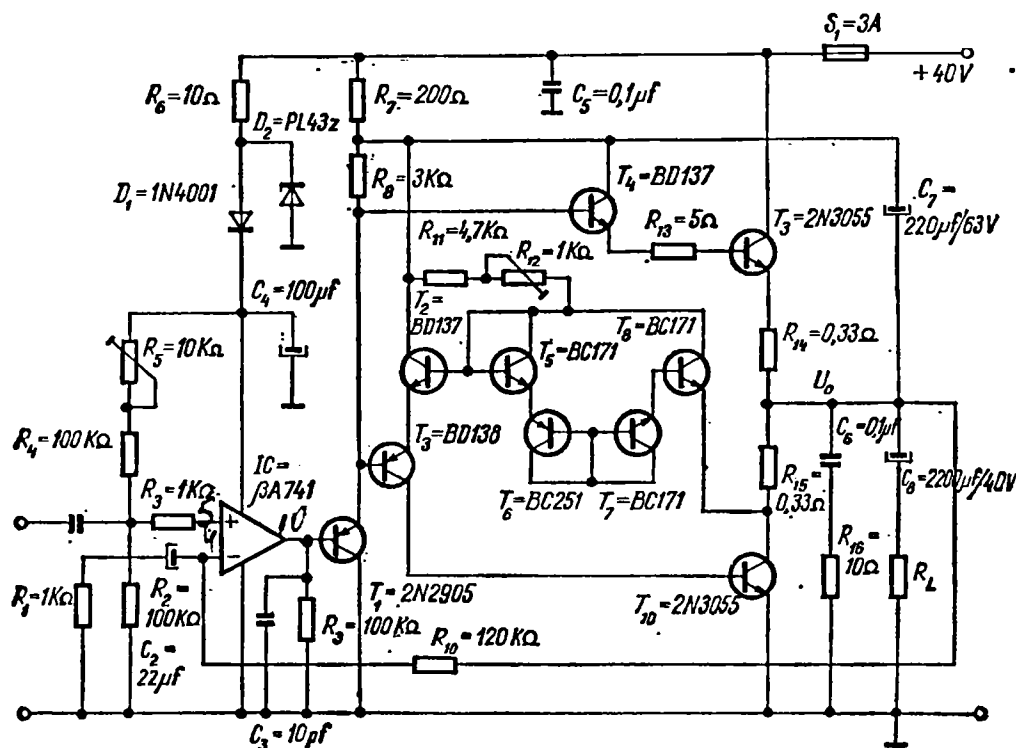 S₁=3A
+40V
R₆=10Ω
D₂=PL43z
R₇=200Ω
C₅=0,1µf
D₁=1N4001
R₈=3KΩ
T₄=BD137
C₇=
220µf/63V
R₁₁=4,7KΩ
R₁₃=5Ω
T₃=2N3055
R₁₂=1KΩ
C₄=100µf
T₂=
BD137
T₈=BC171
R₅=10KΩ
T₅=BC171
R₁₄=0,33Ω
U₀
R₄=100KΩ
T₃=BD138
C₆=0,1µf
IC=
βA741
R₃=1KΩ
T₆=BC251
T₇=BC171
R₁₅=
0,33Ω
C₈=2200µf/40V
+
−
R₁=1KΩ
R₂=
100KΩ
T₁=2N2905
T₁₀=2N3055
R₁₆=
10Ω
R_L
R₃=100KΩ
R₁₀=120KΩ
C₂=
22µf
C₃=10pf